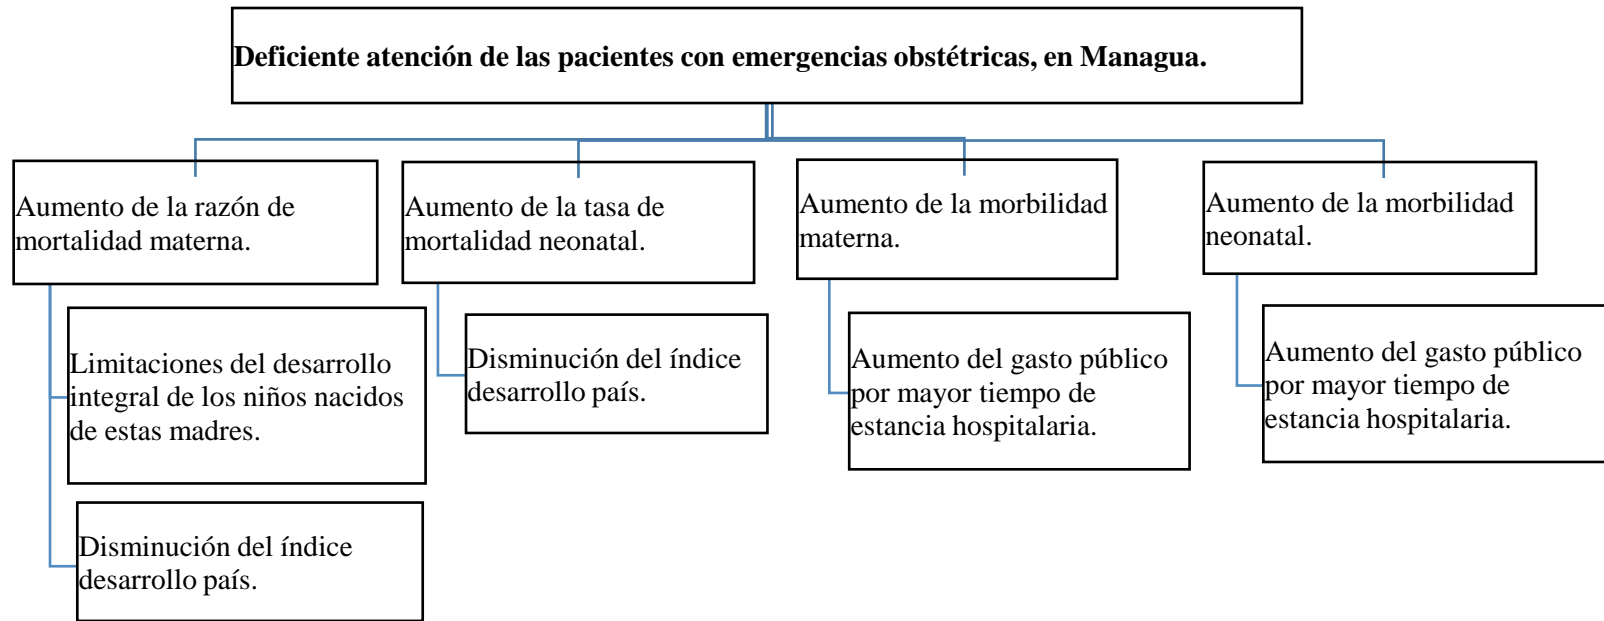 Deficiente atención de las pacientes con emergencias obstétricas, en Managua.
Aumento de la razón de
mortalidad materna.
Limitaciones del desarrollo
integral de los niños nacidos
de estas madres.
Disminución del índice
desarrollo país.
Aumento de la tasa de
mortalidad neonatal.
Disminución del índice
desarrollo país.
Aumento de la morbilidad
materna.
Aumento del gasto público
por mayor tiempo de
estancia hospitalaria.
Aumento de la morbilidad
neonatal.
Aumento del gasto público
por mayor tiempo de
estancia hospitalaria.